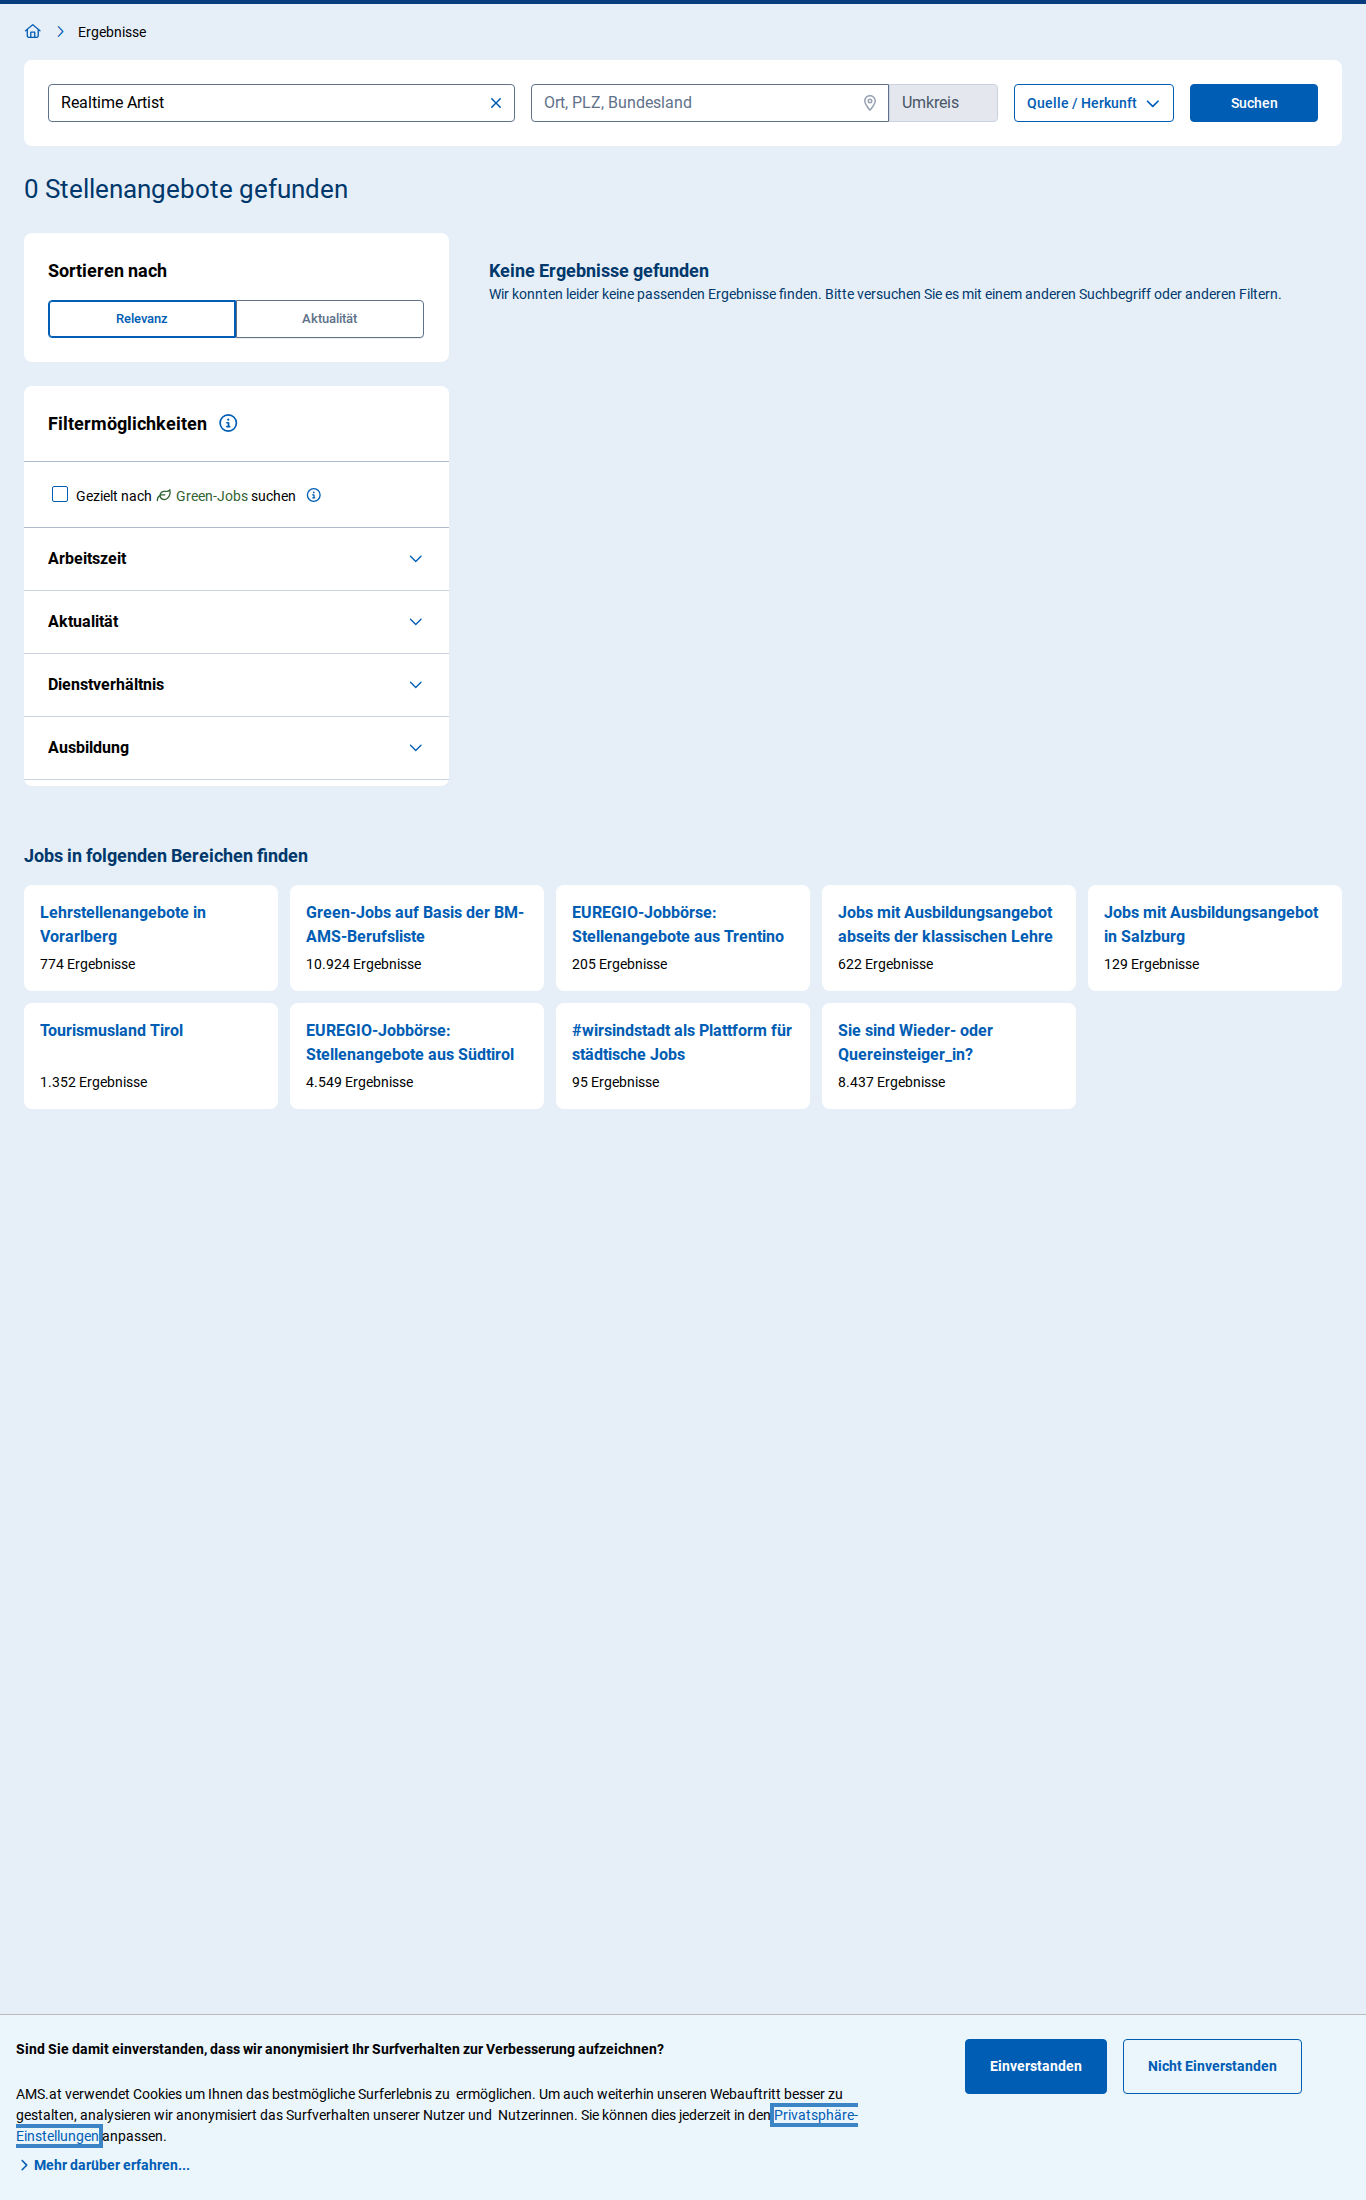 Ergebnisse
Realtime Artist
Ort, PLZ, Bundesland
Umkreis
Quelle / Herkunft
Suchen
0 Stellenangebote gefunden
Sortieren nach
Relevanz
Aktualität
Keine Ergebnisse gefunden
Wir konnten leider keine passenden Ergebnisse finden. Bitte versuchen Sie es mit einem anderen Suchbegriff oder anderen Filtern.
Filtermöglichkeiten
Gezielt nach Green-Jobs suchen
Arbeitszeit
Aktualität
Dienstverhältnis
Ausbildung
Jobs in folgenden Bereichen finden
Lehrstellenangebote in
Vorarlberg
774 Ergebnisse
Green-Jobs auf Basis der BM-
AMS-Berufsliste
10.924 Ergebnisse
EUREGIO-Jobbörse:
Stellenangebote aus Trentino
205 Ergebnisse
Jobs mit Ausbildungsangebot
abseits der klassischen Lehre
622 Ergebnisse
Jobs mit Ausbildungsangebot
in Salzburg
129 Ergebnisse
Tourismusland Tirol
1.352 Ergebnisse
EUREGIO-Jobbörse:
Stellenangebote aus Südtirol
4.549 Ergebnisse
#wirsindstadt als Plattform für
städtische Jobs
95 Ergebnisse
Sie sind Wieder- oder
Quereinsteiger_in?
8.437 Ergebnisse
Sind Sie damit einverstanden, dass wir anonymisiert Ihr Surfverhalten zur Verbesserung aufzeichnen?
AMS.at verwendet Cookies um Ihnen das bestmögliche Surferlebnis zu ermöglichen. Um auch weiterhin unseren Webauftritt besser zu
gestalten, analysieren wir anonymisiert das Surfverhalten unserer Nutzer und Nutzerinnen. Sie können dies jederzeit in den Privatsphäre-
Einstellungen anpassen.
Mehr darüber erfahren...
Einverstanden
Nicht Einverstanden